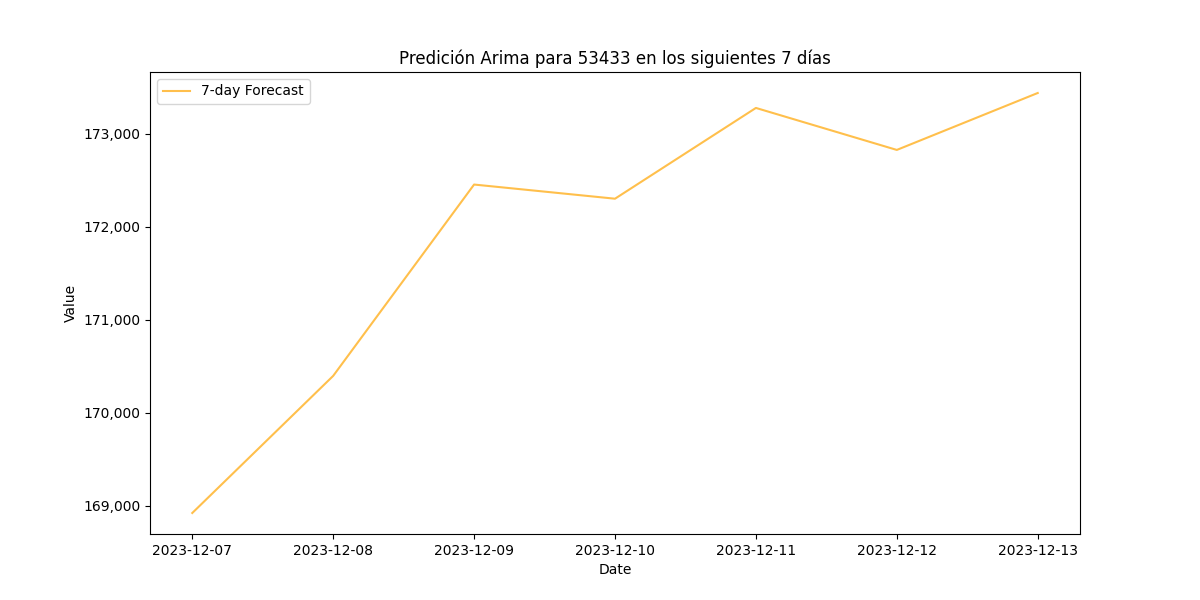 Predición Arima para 53433 en los siguientes 7 días
7-day Forecast
173,000
172,000
171,000
170,000
169,000
Value
2023-12-07 2023-12-08 2023-12-09 2023-12-10 2023-12-11 2023-12-12 2023-12-13
Date